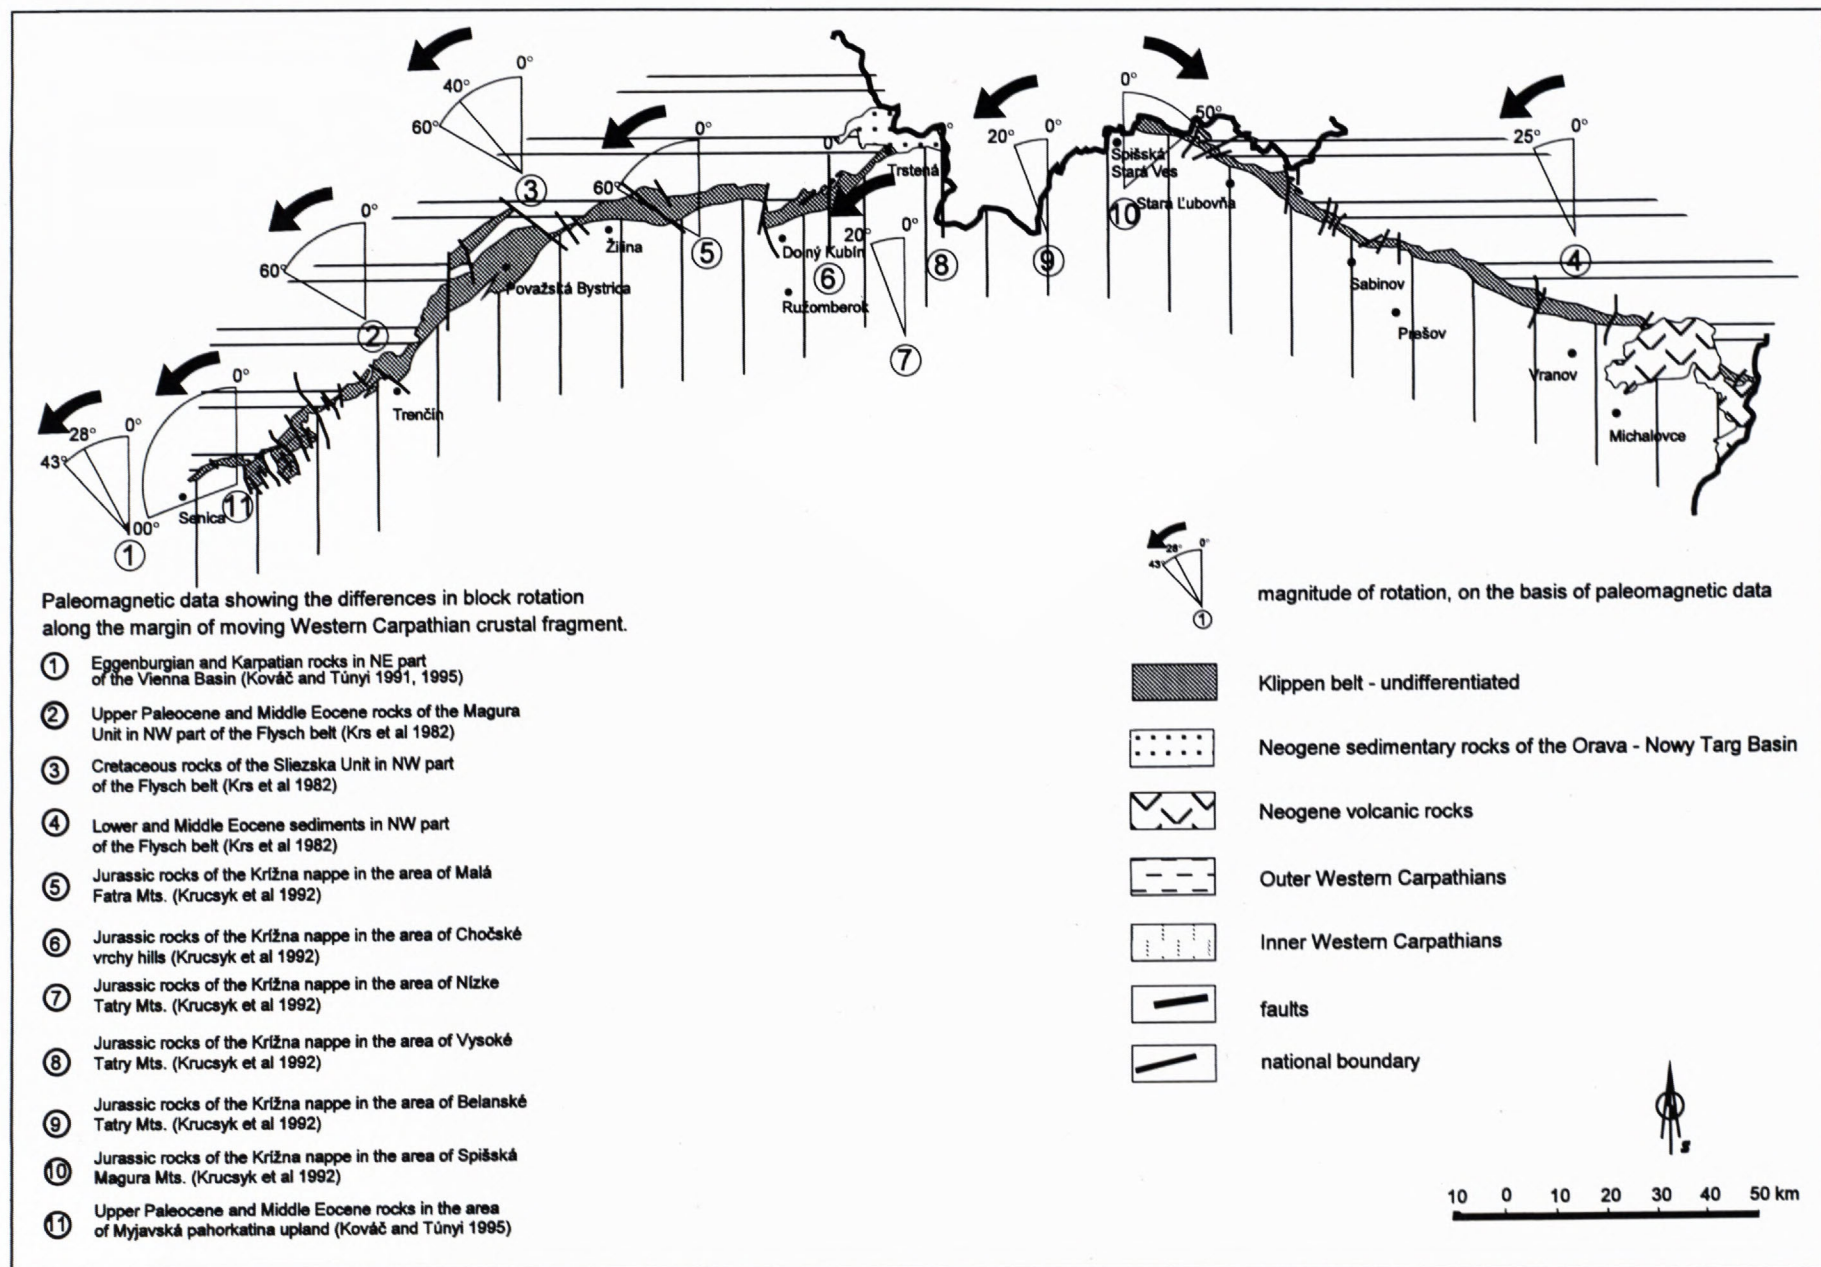 0°
40°
60°
③
0°
60°
⑤
0°
⑥
0°
20°
⑦
⑧
20°
0°
⑨
0°
50°
⑩
25°
0°
④
0°
60°
②
0°
00°
⑪
28°
0°
43°
①
Trstená
Spišská
Stará Ves
Stará Ľubovňa
Žilina
Dolný Kubín
Ružomberok
Považská Bystrica
Sabinov
Prešov
Vranov
Michalovce
Trenčín
Senica
Paleomagnetic data showing the differences in block rotation
along the margin of moving Western Carpathian crustal fragment.
① Eggenburgian and Karpatian rocks in NE part
of the Vienna Basin (Kováč and Túnyi 1991, 1995)
② Upper Paleocene and Middle Eocene rocks of the Magura
Unit in NW part of the Flysch belt (Krs et al 1982)
③ Cretaceous rocks of the Sliezska Unit in NW part
of the Flysch belt (Krs et al 1982)
④ Lower and Middle Eocene sediments in NW part
of the Flysch belt (Krs et al 1982)
⑤ Jurassic rocks of the Krížna nappe in the area of Malá
Fatra Mts. (Krucsyk et al 1992)
⑥ Jurassic rocks of the Krížna nappe in the area of Chočské
vrchy hills (Krucsyk et al 1992)
⑦ Jurassic rocks of the Krížna nappe in the area of Nízke
Tatry Mts. (Krucsyk et al 1992)
⑧ Jurassic rocks of the Krížna nappe in the area of Vysoké
Tatry Mts. (Krucsyk et al 1992)
⑨ Jurassic rocks of the Krížna nappe in the area of Belanské
Tatry Mts. (Krucsyk et al 1992)
⑩ Jurassic rocks of the Krížna nappe in the area of Spišská
Magura Mts. (Krucsyk et al 1992)
⑪ Upper Paleocene and Middle Eocene rocks in the area
of Myjavská pahorkatina upland (Kováč and Túnyi 1995)
28° 0°
43°
①
magnitude of rotation, on the basis of paleomagnetic data
Klippen belt - undifferentiated
Neogene sedimentary rocks of the Orava - Nowy Targ Basin
Neogene volcanic rocks
Outer Western Carpathians
Inner Western Carpathians
faults
national boundary
s
10 0 10 20 30 40 50 km